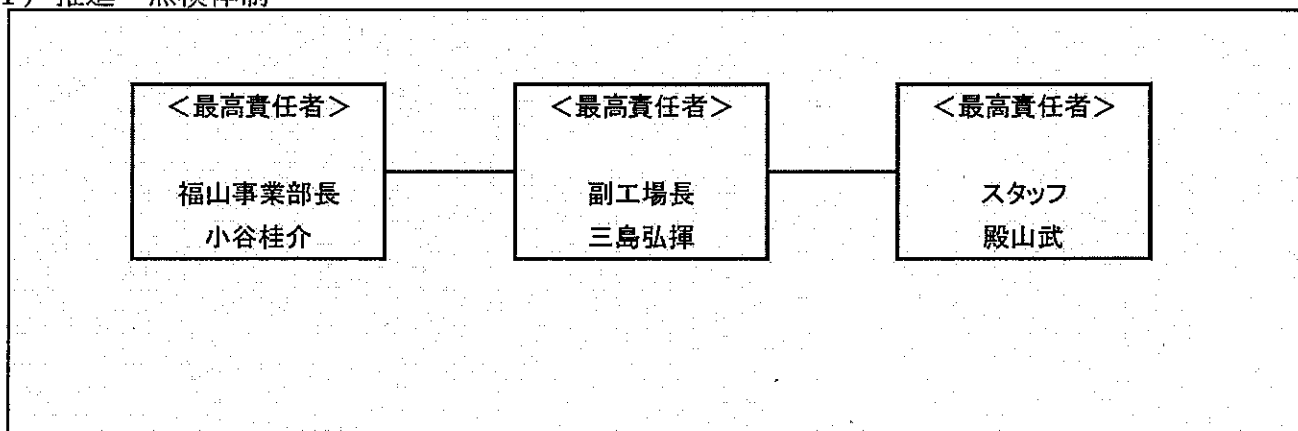 ＜最高責任者＞
福山事業部長
小谷桂介
＜最高責任者＞
副工場長
三島弘揮
＜最高責任者＞
スタッフ
殿山武